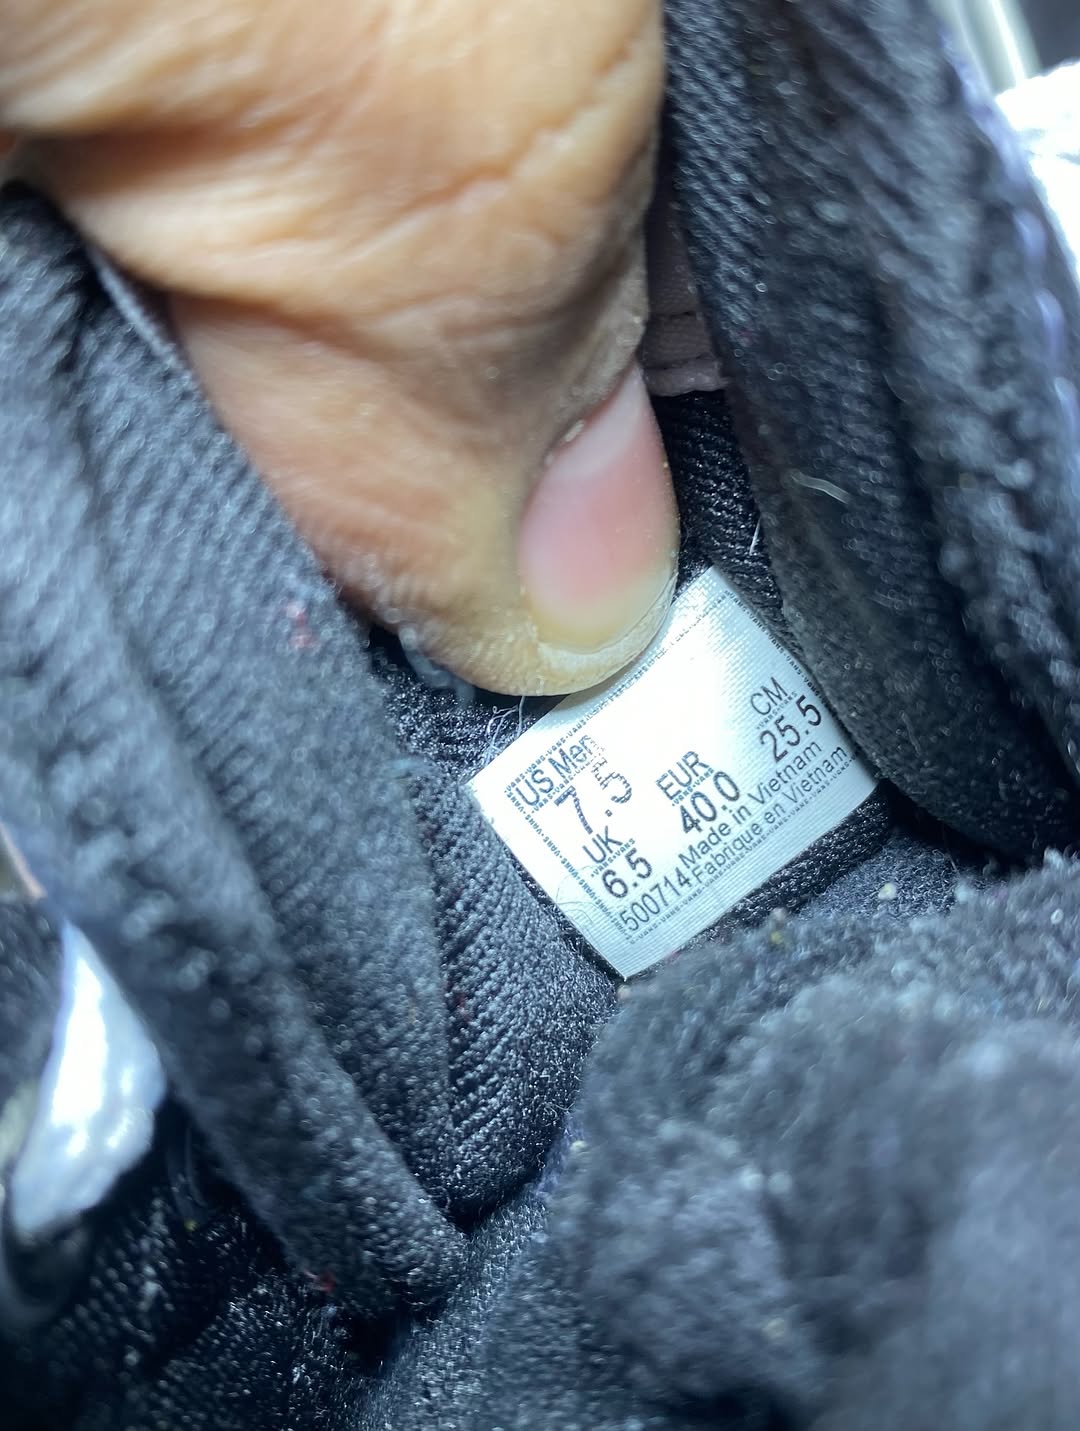 US Men
7.5
UK
6.5
EUR
40.0
CM
25.5
500714 Made in Vietnam
Fabrique en Vietnam